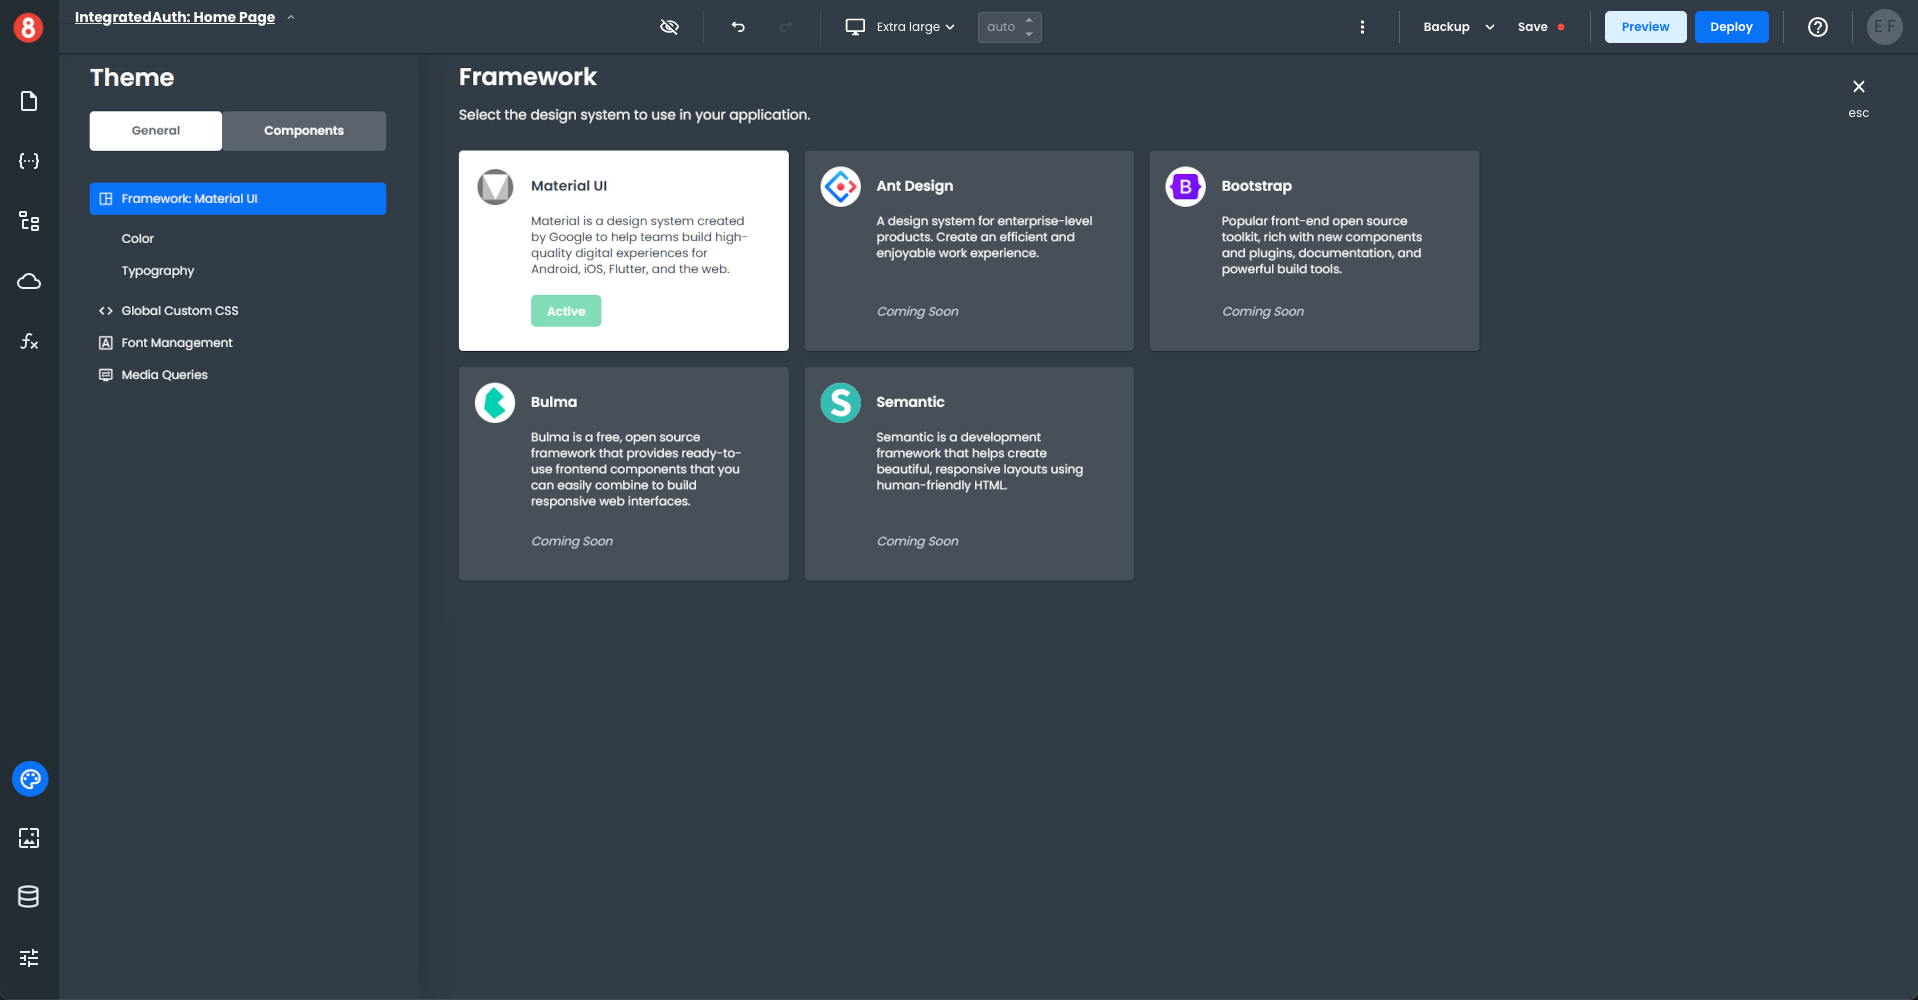 8
IntegratedAuth: Home Page
Extra large
auto
Backup
Save
Preview
Deploy
E F
Theme
General
Components
Framework: Material UI
Color
Typography
Global Custom CSS
Font Management
Media Queries
Framework
Select the design system to use in your application.
esc
Material UI
Material is a design system created
by Google to help teams build high-
quality digital experiences for
Android, iOS, Flutter, and the web.
Active
Ant Design
A design system for enterprise-level
products. Create an efficient and
enjoyable work experience.
Coming Soon
B
Bootstrap
Popular front-end open source
toolkit, rich with new components
and plugins, documentation, and
powerful build tools.
Coming Soon
Bulma
Bulma is a free, open source
framework that provides ready-to-
use frontend components that you
can easily combine to build
responsive web interfaces.
Coming Soon
S
Semantic
Semantic is a development
framework that helps create
beautiful, responsive layouts using
human-friendly HTML.
Coming Soon